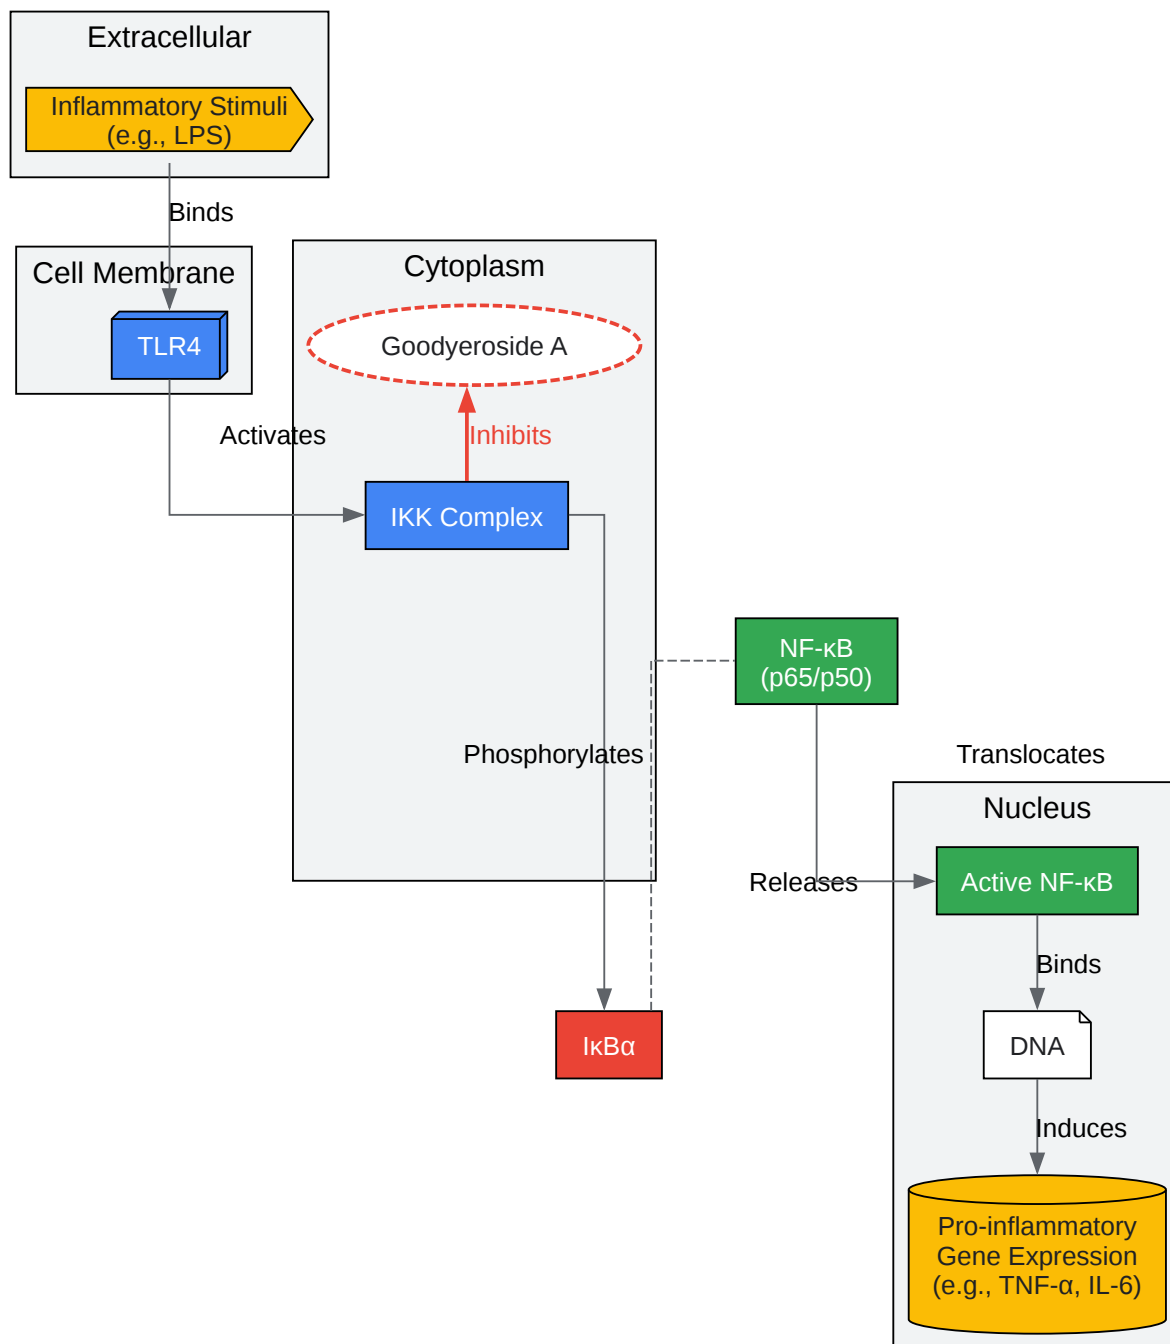 Extracellular
Inflammatory Stimuli
(e.g., LPS)
Binds
Cell Membrane
TLR4
Cytoplasm
Goodyeroside A
Activates
Inhibits
IKK Complex
NF-κB
(p65/p50)
Phosphorylates
Translocates
Nucleus
Releases
Active NF-κB
Binds
IκBα
DNA
Induces
Pro-inflammatory
Gene Expression
(e.g., TNF-α, IL-6)